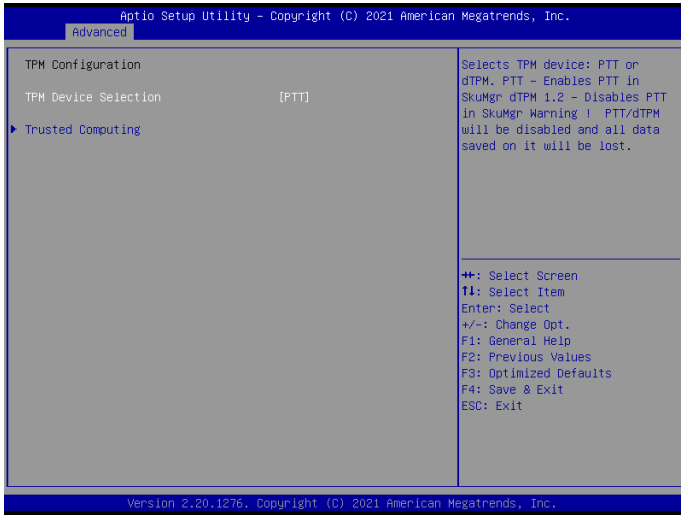 Aptio Setup Utility – Copyright (C) 2021 American Megatrends, Inc.
Advanced
TPM Configuration
TPM Device Selection [PTT]
Trusted Computing
Selects TPM device: PTT or
dTPM. PTT – Enables PTT in
SkuMgr dTPM 1.2 – Disables PTT
in SkuMgr Warning ! PTT/dTPM
will be disabled and all data
saved on it will be lost.
→←: Select Screen
↑↓: Select Item
Enter: Select
+/-: Change Opt.
F1: General Help
F2: Previous Values
F3: Optimized Defaults
F4: Save & Exit
ESC: Exit
Version 2.20.1276. Copyright (C) 2021 American Megatrends, Inc.